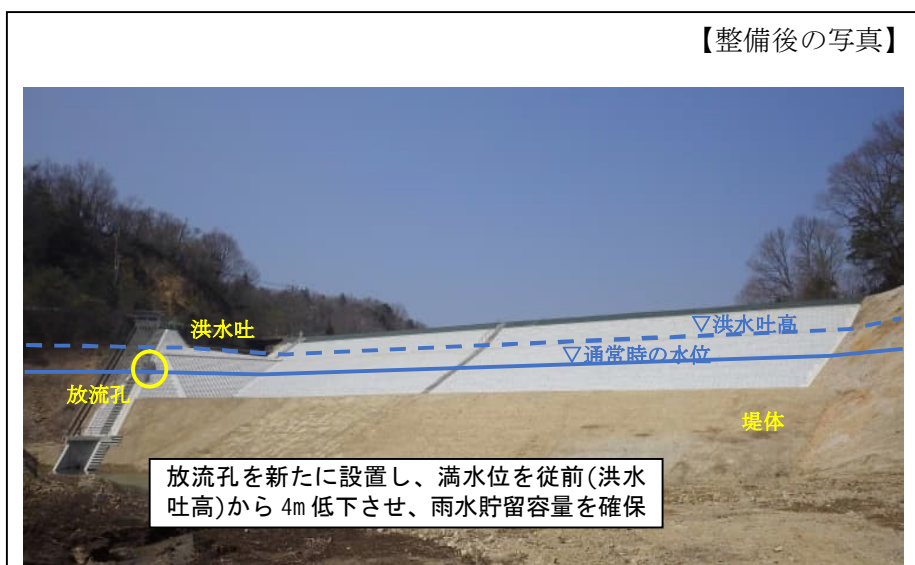 【整備後の写真】
洪水吐
▽洪水吐高
▽通常時の水位
放流孔
堤体
放流孔を新たに設置し、満水位を従前(洪水
吐高)から4m低下させ、雨水貯留容量を確保